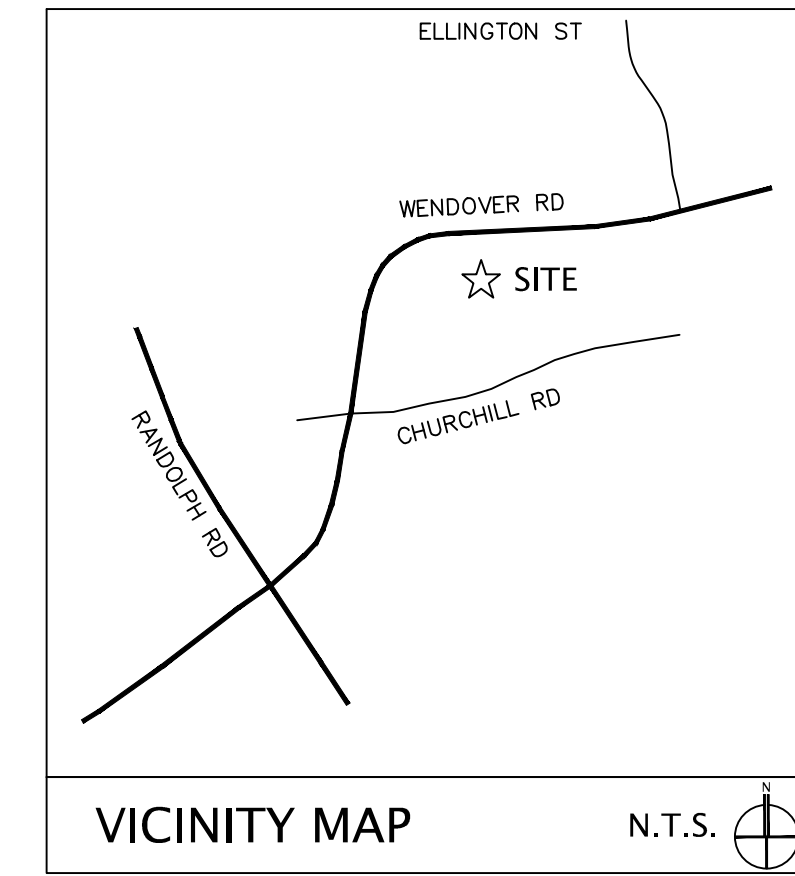 ELLINGTON ST
WENDOVER RD
SITE
CHURCHILL RD
RANDOLPH RD
VICINITY MAP
N.T.S.
N